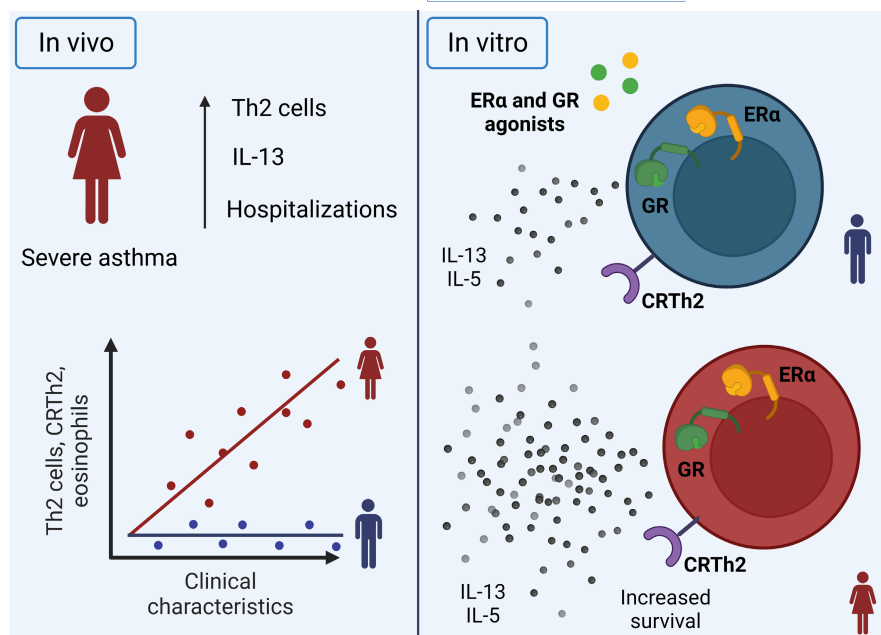 In vivo
Th2 cells
IL-13
Hospitalizations
Severe asthma
Th2 cells, CRTh2,
eosinophils
Clinical
characteristics
In vitro
ERα and GR
agonists
ERα
GR
IL-13
IL-5
CRTh2
ERα
GR
CRTh2
IL-13
IL-5
Increased
survival